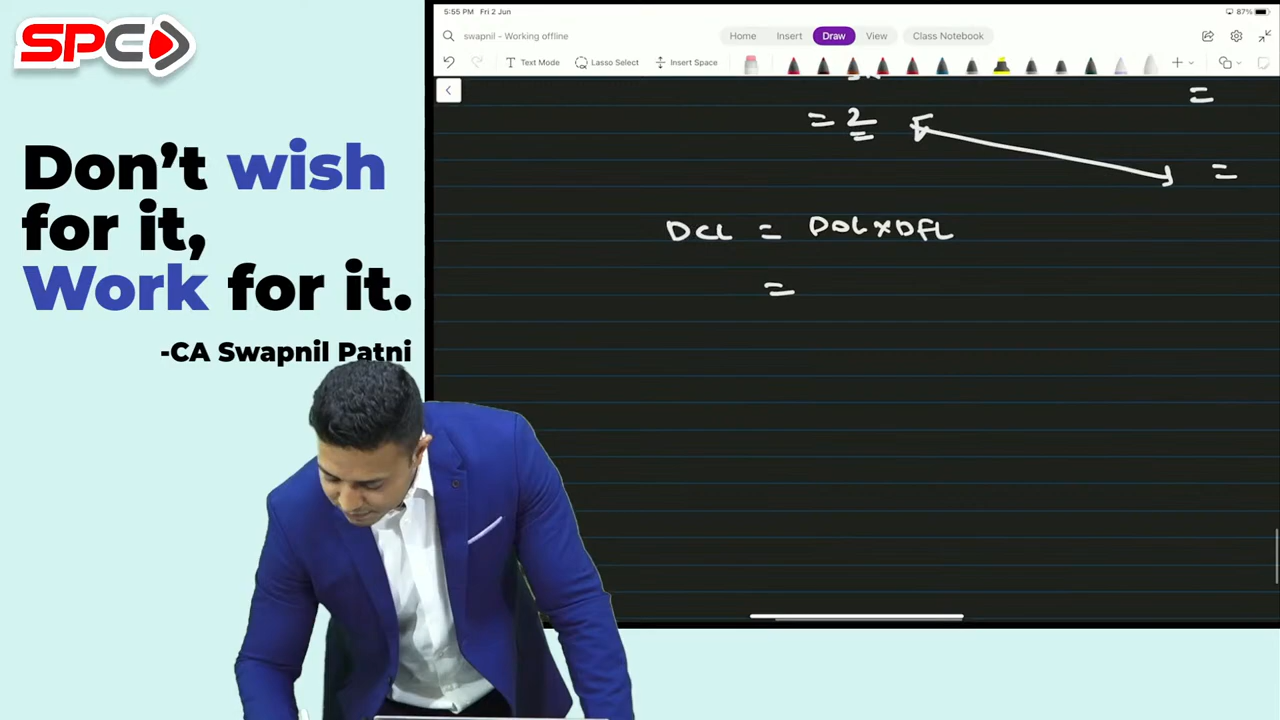 SPC
Don't wish
for it,
Work for it.
-CA Swapnil Patni
5:55 PM Fri 2 Jun
87%
swapnil - Working offline
Home Insert Draw View Class Notebook
Text Mode Lasso Select Insert Space
=
= 2
=
DCL = DOL×DFL
=